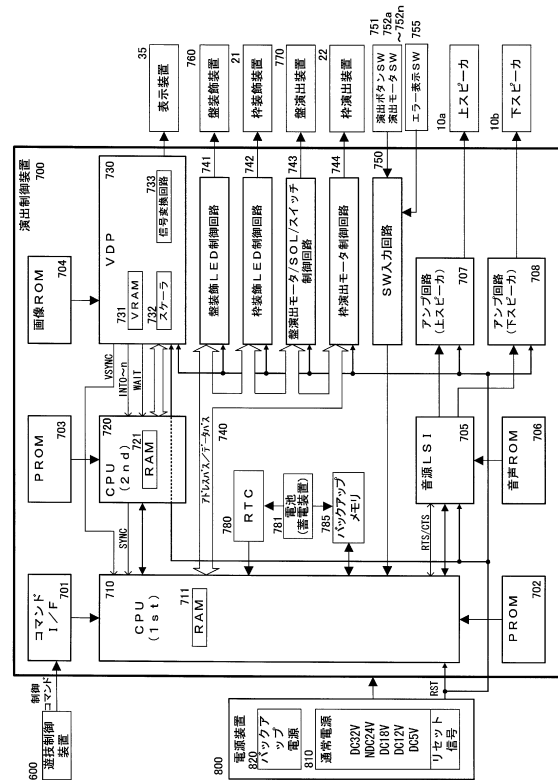 演出制御装置 700
600
遊技制御
装置
制御
コマンド
701
コマンド
I/F
703
PROM
704
画像ROM
710
CPU
(1st)
711
RAM
720
CPU
(2nd)
721
RAM
VSYNC
INT0~n
WAIT
SYNC
730
VDP
731
VRAM
732
スケーラ
733
信号変換回路
アドレスバス/データバス
740
741
盤装飾LED制御回路
742
枠装飾LED制御回路
743
盤演出モータ/SOL/スイッチ
制御回路
744
枠演出モータ制御回路
750
SW入力回路
780
RTC
781
電池
(蓄電装置)
785
バックアップ
メモリ
RTS/CTS
705
音源LSI
706
音声ROM
702
PROM
707
アンプ回路
(上スピーカ)
708
アンプ回路
(下スピーカ)
35
表示装置
760
盤装飾装置
21
枠装飾装置
770
盤演出装置
22
枠演出装置
751
演出ボタンSW
752a
~752n
演出モータSW
755
エラー表示SW
10a
上スピーカ
10b
下スピーカ
800
電源装置
820
バックアップ
電源
810
通常電源
DC32V
NDC24V
DC18V
DC12V
DC5V
リセット
信号
RST